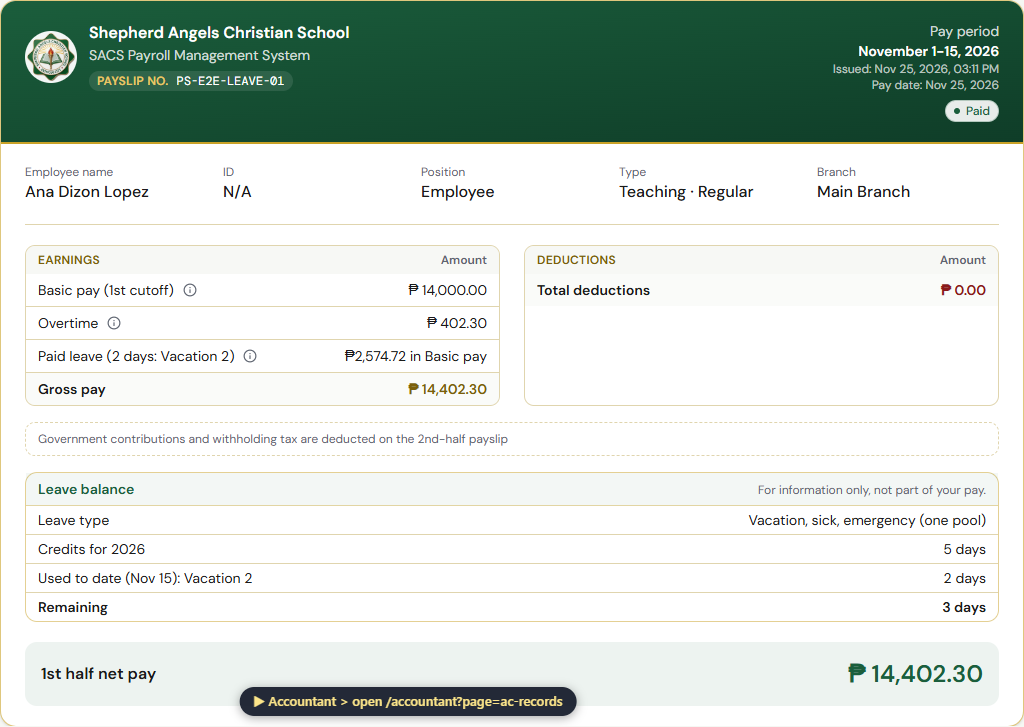 Shepherd Angels Christian School
SACS Payroll Management System
PAYSLIP NO. PS-E2E-LEAVE-01
Pay period
November 1–15, 2026
Issued: Nov 25, 2026, 03:11 PM
Pay date: Nov 25, 2026
Paid
Employee name
Ana Dizon Lopez
ID
N/A
Position
Employee
Type
Teaching · Regular
Branch
Main Branch
EARNINGS Amount
Basic pay (1st cutoff) ₱ 14,000.00
Overtime ₱ 402.30
Paid leave (2 days: Vacation 2) ₱2,574.72 in Basic pay
Gross pay ₱ 14,402.30
DEDUCTIONS Amount
Total deductions ₱ 0.00
Government contributions and withholding tax are deducted on the 2nd-half payslip
Leave balance For information only, not part of your pay.
Leave type Vacation, sick, emergency (one pool)
Credits for 2026 5 days
Used to date (Nov 15): Vacation 2 2 days
Remaining 3 days
1st half net pay ₱ 14,402.30
▶ Accountant > open /accountant?page=ac-records